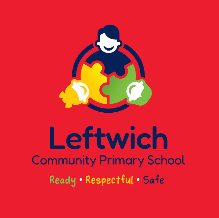 Leftwich
Community Primary School
Ready • Respectful • Safe